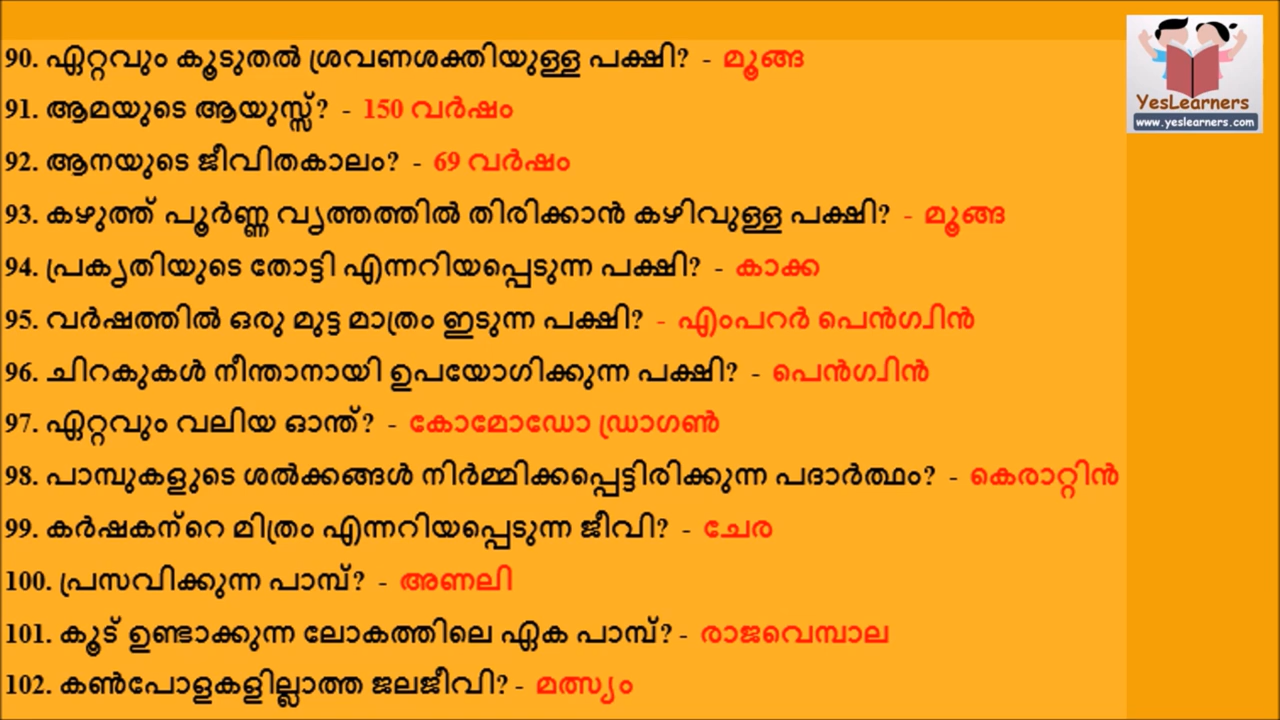 90. ഏറ്റവും കൂടുതൽ ശ്രവണശക്തിയുള്ള പക്ഷി? - മൂങ്ങ
91. ആമയുടെ ആയുസ്സ്? - 150 വർഷം
92. ആനയുടെ ജീവിതകാലം? - 69 വർഷം
93. കഴുത്ത് പൂർണ്ണ വൃത്തത്തിൽ തിരിക്കാൻ കഴിവുള്ള പക്ഷി? - മൂങ്ങ
94. പ്രകൃതിയുടെ തോട്ടി എന്നറിയപ്പെടുന്ന പക്ഷി? - കാക്ക
95. വർഷത്തിൽ ഒരു മുട്ട മാത്രം ഇടുന്ന പക്ഷി? - എംപറർ പെൻഗ്വിൻ
96. ചിറകുകൾ നീന്താനായി ഉപയോഗിക്കുന്ന പക്ഷി? - പെൻഗ്വിൻ
97. ഏറ്റവും വലിയ ഓന്ത്? - കോമോഡോ ഡ്രാഗൺ
98. പാമ്പുകളുടെ ശൽക്കങ്ങൾ നിർമ്മിക്കപ്പെട്ടിരിക്കുന്ന പദാർത്ഥം? - കെരാറ്റിൻ
99. കർഷകന്റെ മിത്രം എന്നറിയപ്പെടുന്ന ജീവി? - ചേര
100. പ്രസവിക്കുന്ന പാമ്പ്? - അണലി
101. കൂട് ഉണ്ടാക്കുന്ന ലോകത്തിലെ ഏക പാമ്പ്? - രാജവെമ്പാല
102. കൺപോളകളില്ലാത്ത ജലജീവി? - മത്സ്യം
YesLearners
www.yeslearners.com